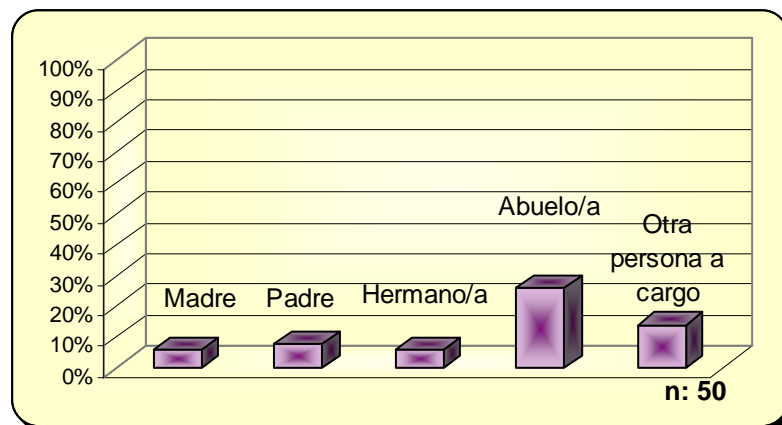 100%
90%
80%
70%
60%
50%
40%
30%
20%
10%
0%
Madre
Padre
Hermano/a
Abuelo/a
Otra
persona a
cargo
n: 50